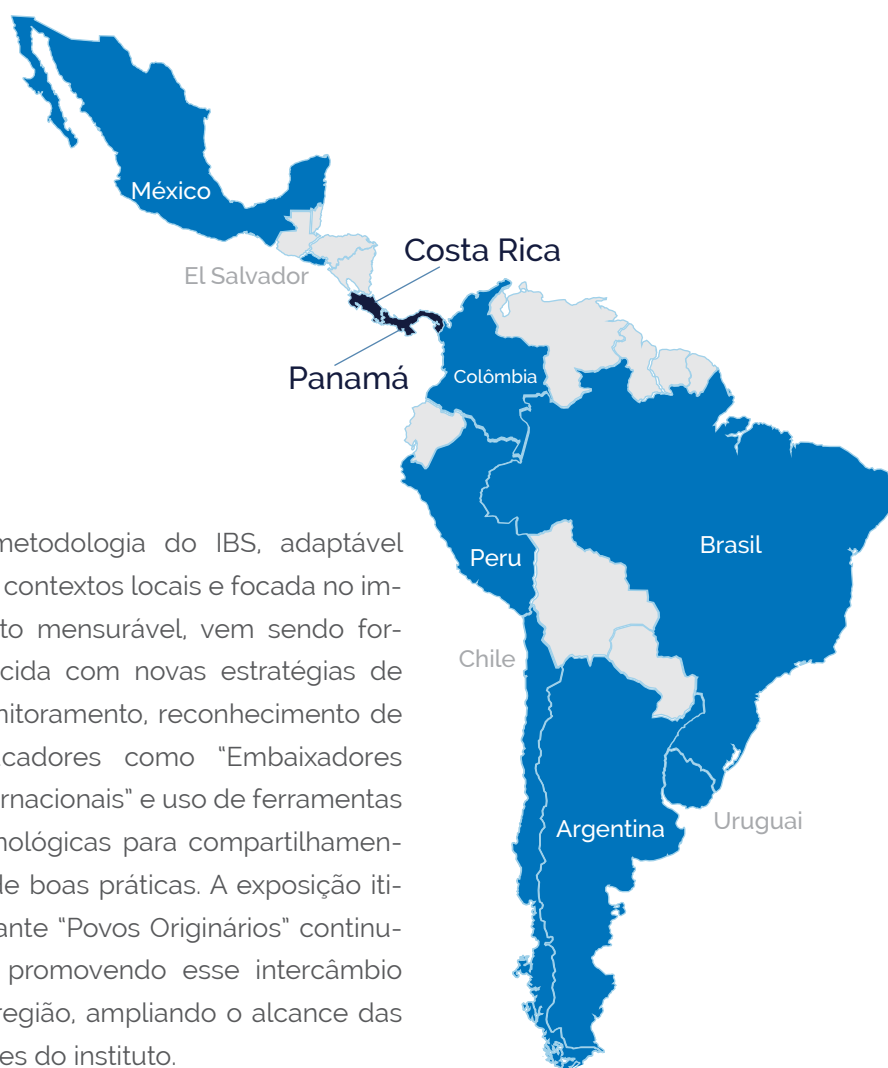 México
Costa Rica
El Salvador
Panamá
Colômbia
metodologia do IBS, adaptável
contextos locais e focada no im-
to mensurável, vem sendo for-
cida com novas estratégias de
nitoramento, reconhecimento de
cadores como “Embaixadores
rnacionais” e uso de ferramentas
nológicas para compartilhamen-
de boas práticas. A exposição iti-
ante “Povos Originários” continu-
promovendo esse intercâmbio
região, ampliando o alcance das
es do instituto.
Peru
Brasil
Chile
Argentina
Uruguai